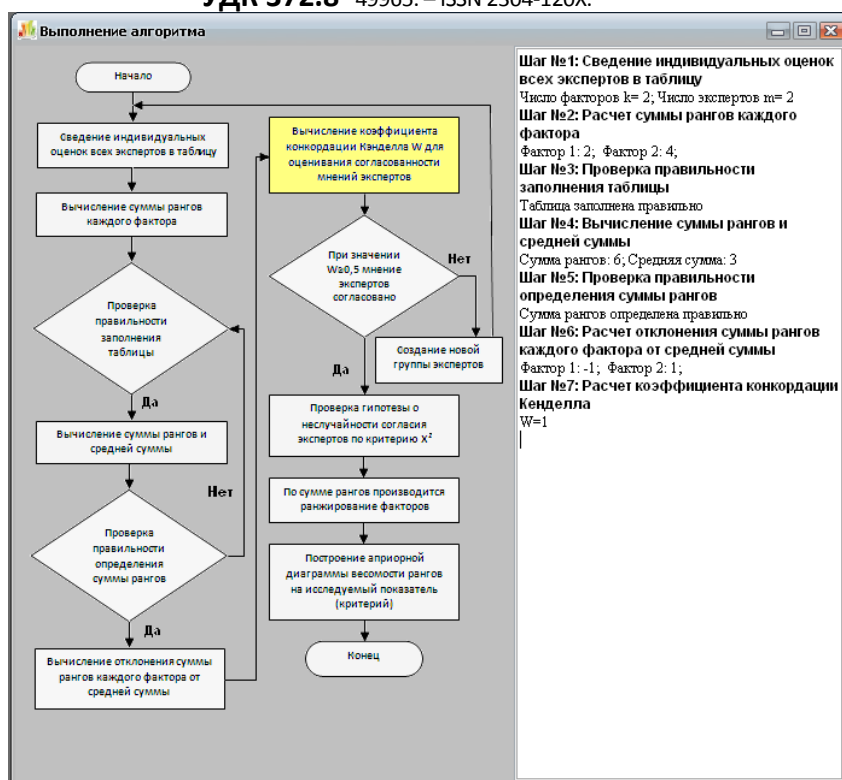 УДК 372.8 49965. – ISSN 2304-120X.
Выполнение алгоритма
Начало
Сведение индивидуальных
оценок всех экспертов в таблицу
Вычисление суммы рангов
каждого фактора
Проверка
правильности
заполнения
таблицы
Да
Вычисление суммы рангов и
средней суммы
Нет
Проверка
правильности
определения
суммы рангов
Да
Вычисление отклонения суммы
рангов каждого фактора от
средней суммы
Вычисление коэффициента
конкордации Кэнделла W для
оценивания согласованности
мнений экспертов
При значении
W≥0,5 мнение
экспертов
согласовано
Нет
Создание новой
группы экспертов
Да
Проверка гипотезы о
неслучайности согласия
экспертов по критерию X²
По сумме рангов производится
ранжирование факторов
Построение априорной
диаграммы весомости рангов
на исследуемый показатель
(критерий)
Конец
Шаг №1: Сведение индивидуальных оценок
всех экспертов в таблицу
Число факторов k= 2; Число экспертов m= 2
Шаг №2: Расчет суммы рангов каждого
фактора
Фактор 1: 2; Фактор 2: 4;
Шаг №3: Проверка правильности
заполнения таблицы
Таблица заполнена правильно
Шаг №4: Вычисление суммы рангов и
средней суммы
Сумма рангов: 6; Средняя сумма: 3
Шаг №5: Проверка правильности
определения суммы рангов
Сумма рангов определена правильно
Шаг №6: Расчет отклонения суммы рангов
каждого фактора от средней суммы
Фактор 1: -1; Фактор 2: 1;
Шаг №7: Расчет коэффициента конкордации
Кенделла
W=1